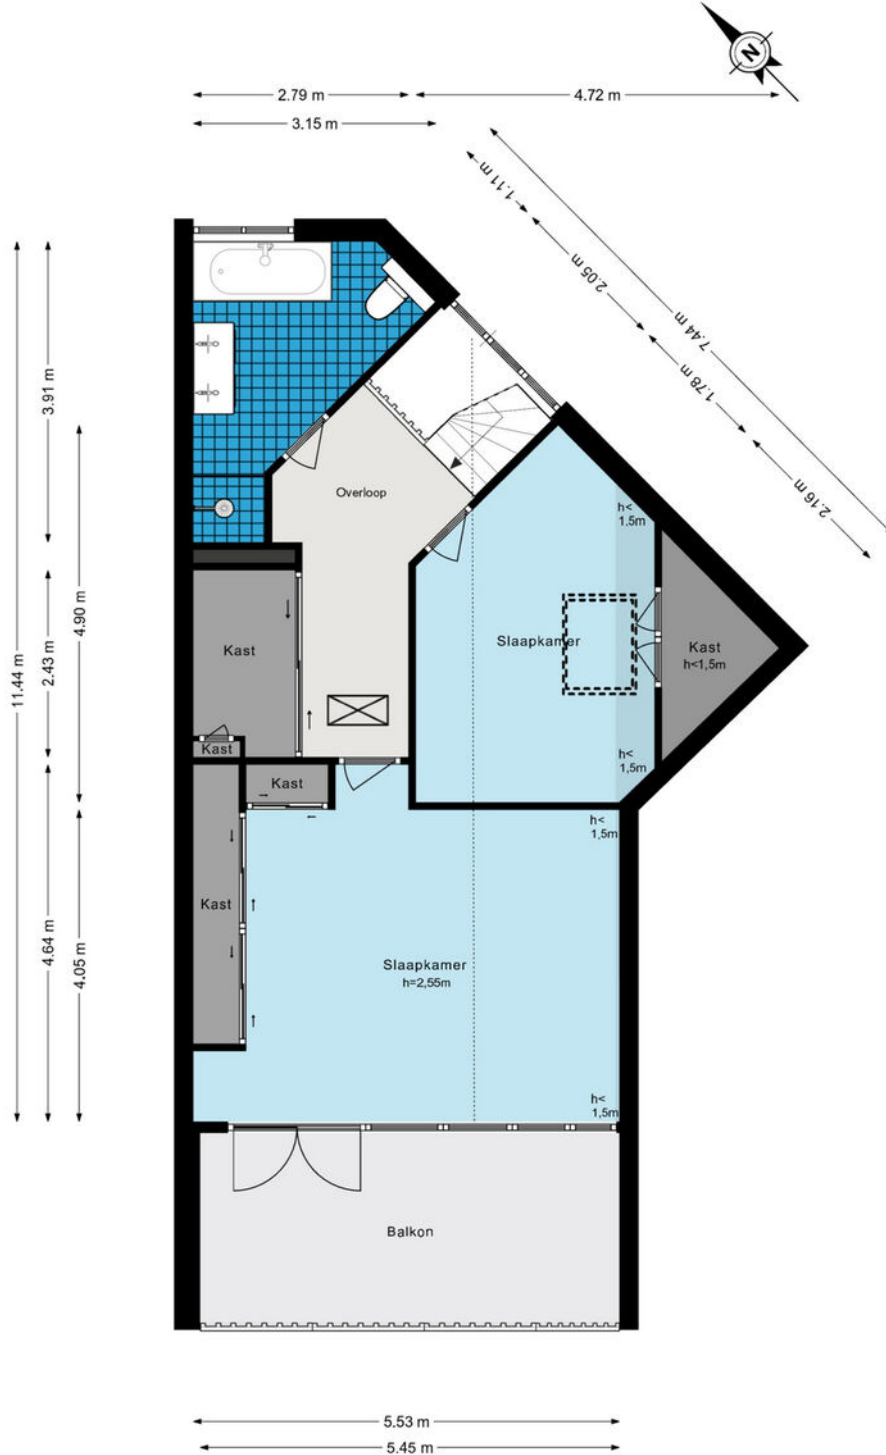 N
2.79 m
4.72 m
3.15 m
1.11 m
2.05 m
7.44 m
1.78 m
2.16 m
3.91 m
11.44 m
2.43 m
4.90 m
4.64 m
4.05 m
Overloop
h<
1.5m
Slaapkamer
Kast
h<1,5m
Kast
Kast
h<
1,5m
Kast
h<
1,5m
Kast
Slaapkamer
h=2,55m
h<
1,5m
Balkon
5.53 m
5.45 m